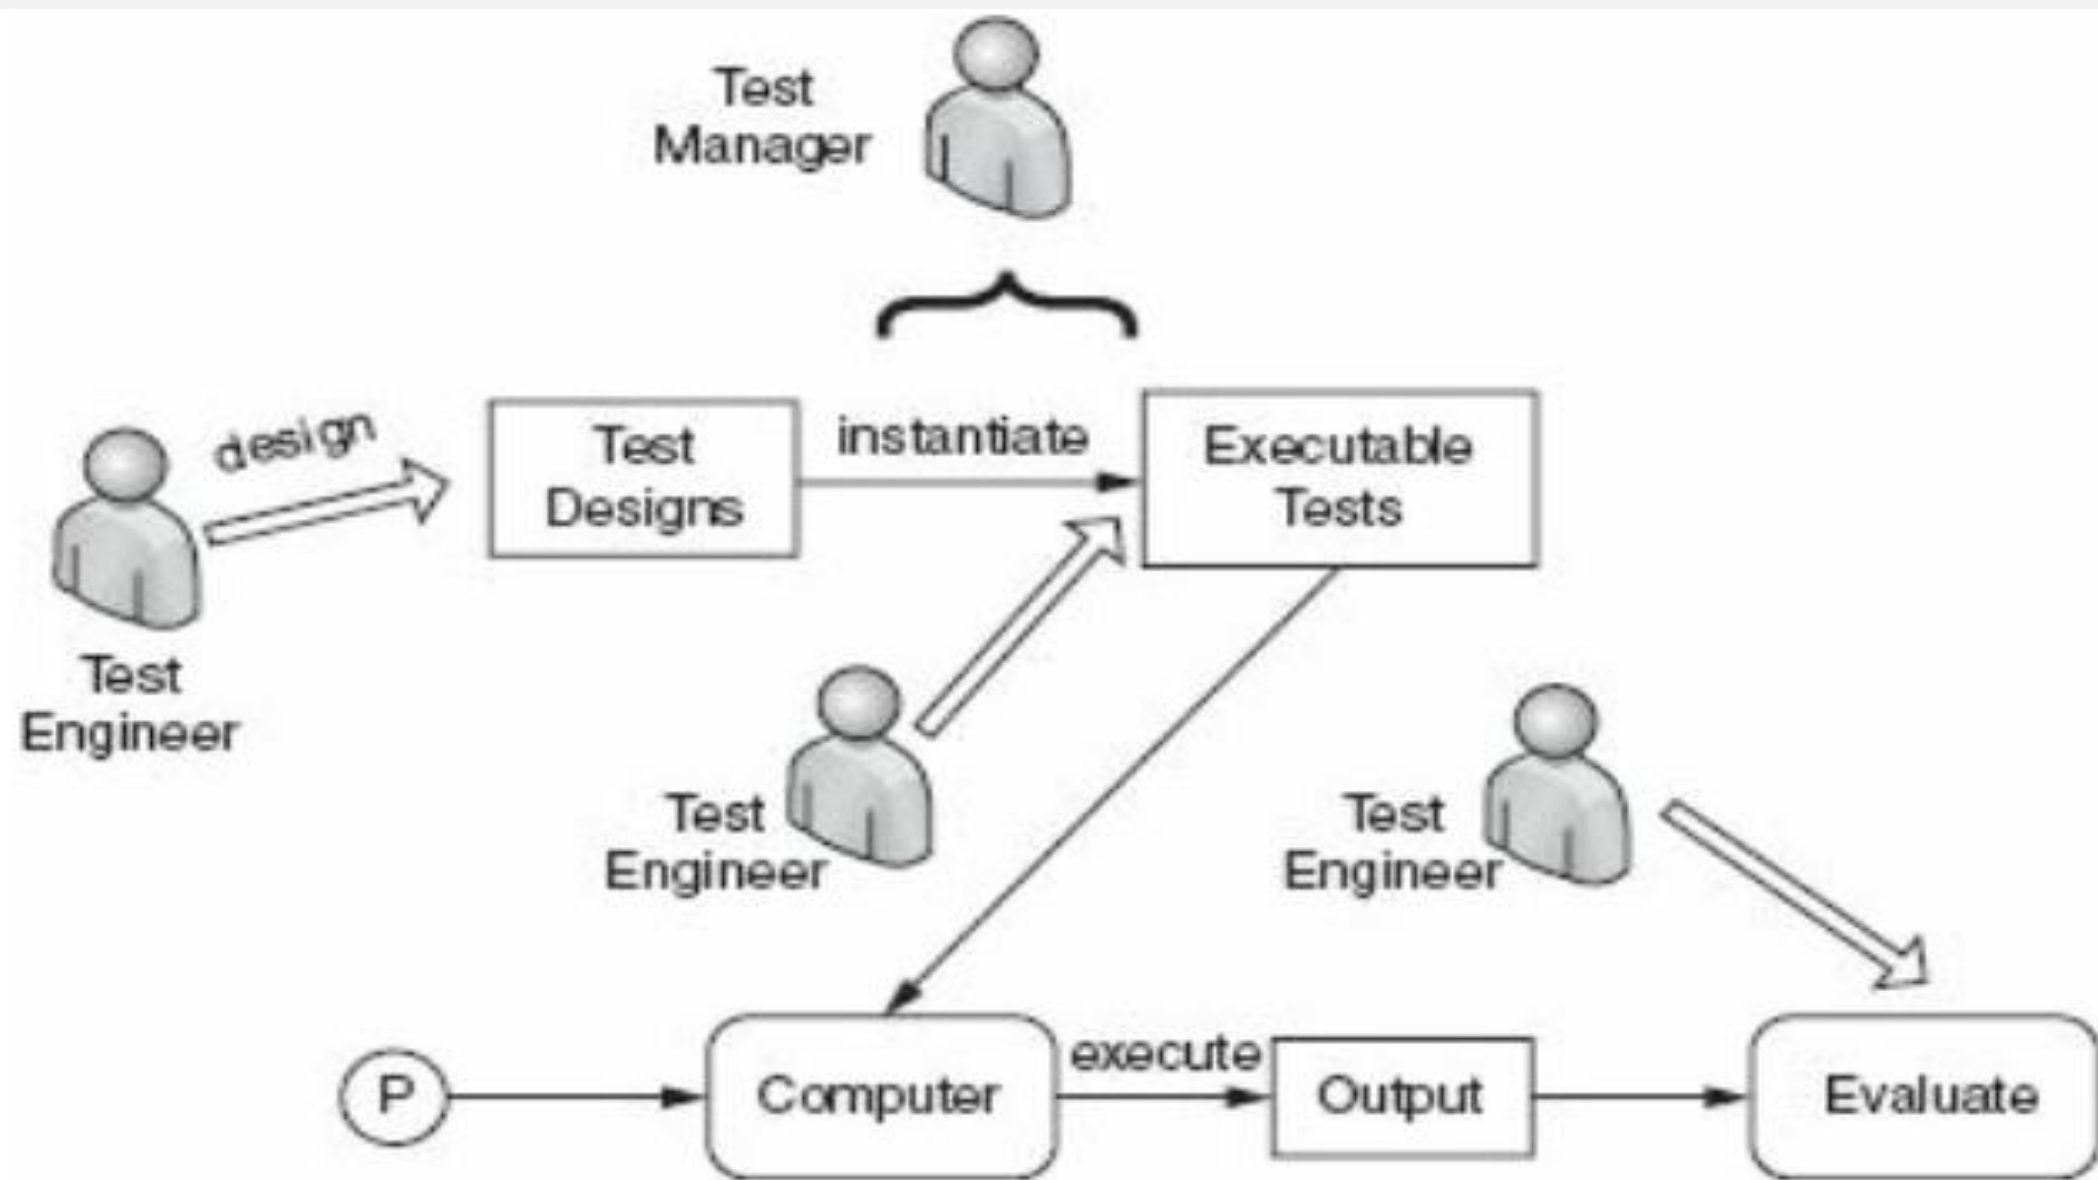 Test
Manager
design
Test
Designs
instantiate
Executable
Tests
Test
Engineer
Test
Engineer
Test
Engineer
P
Computer
execute
Output
Evaluate